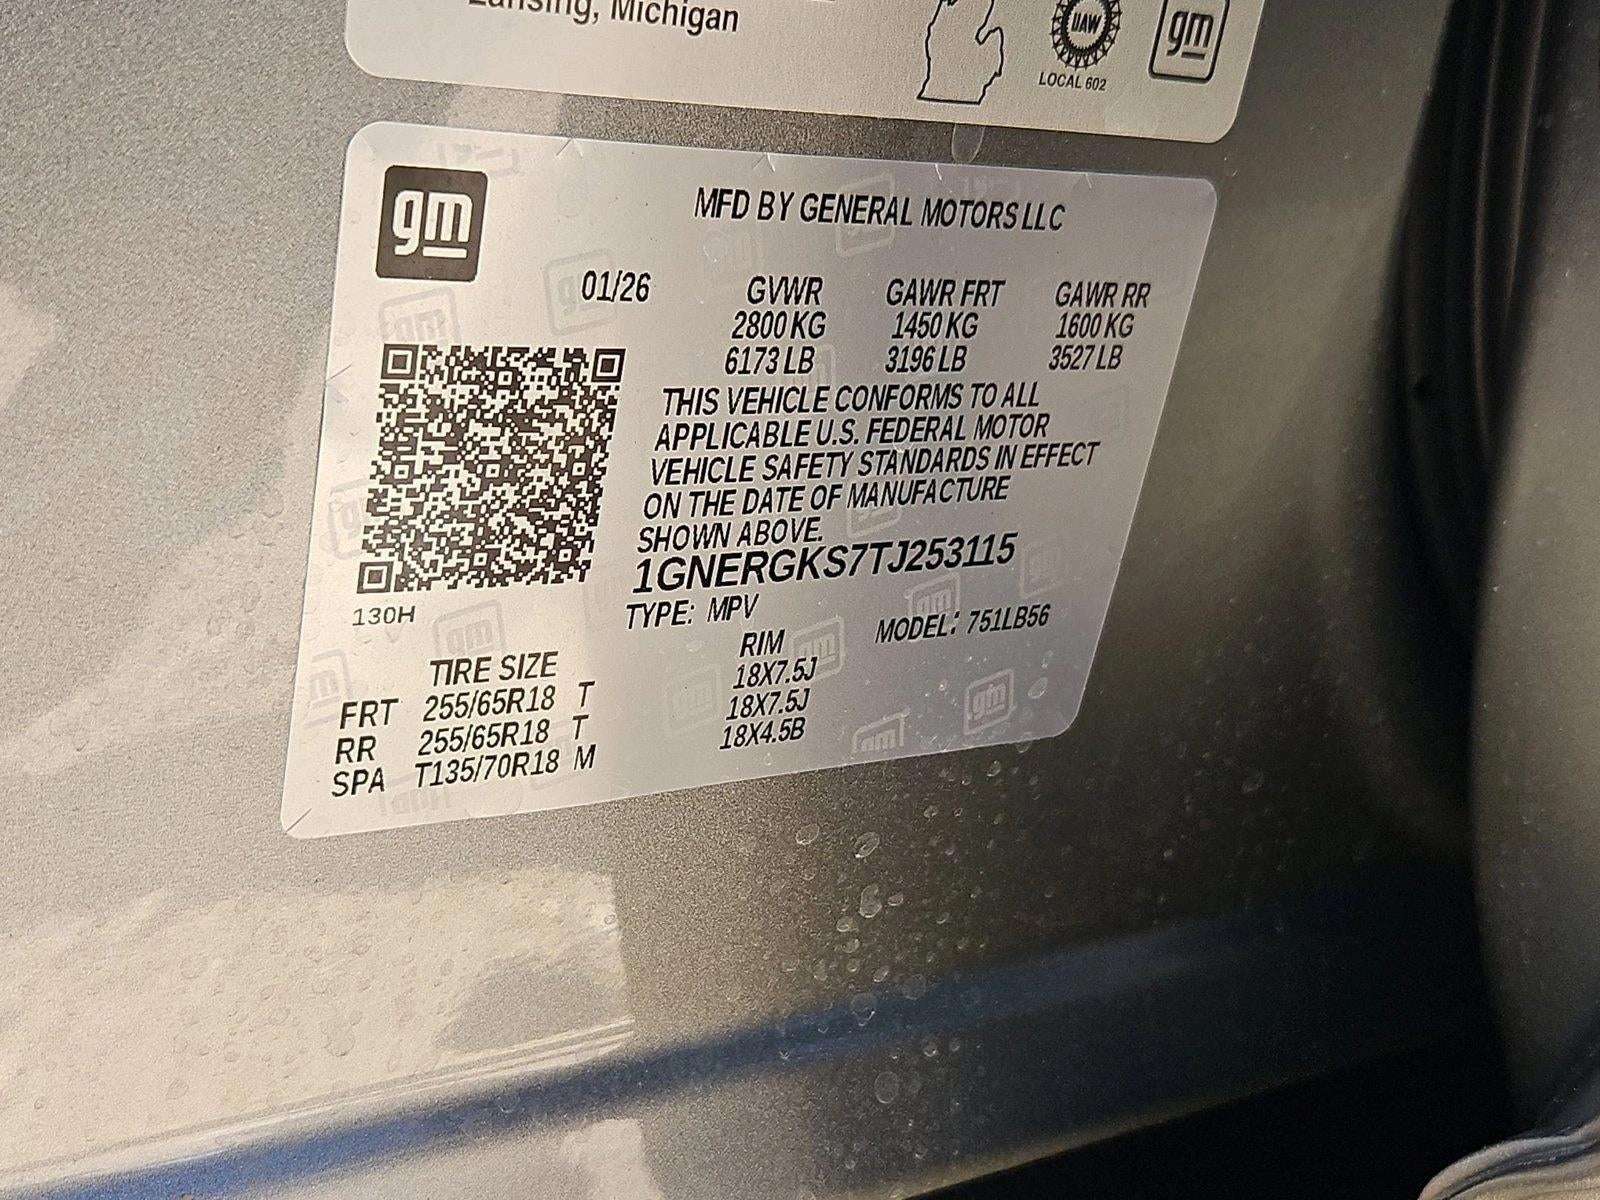 Lansing, Michigan
UAW
LOCAL 602
gm
gm
MFD BY GENERAL MOTORS LLC
01/26
GVWR GAWR FRT GAWR RR
2800 KG 1450 KG 1600 KG
6173 LB 3196 LB 3527 LB
THIS VEHICLE CONFORMS TO ALL
APPLICABLE U.S. FEDERAL MOTOR
VEHICLE SAFETY STANDARDS IN EFFECT
ON THE DATE OF MANUFACTURE
SHOWN ABOVE.
1GNERGKS7TJ253115
130H
TYPE: MPV MODEL: 751LB56
TIRE SIZE RIM
FRT 255/65R18 T 18X7.5J
RR 255/65R18 T 18X7.5J
SPA T135/70R18 M 18X4.5B